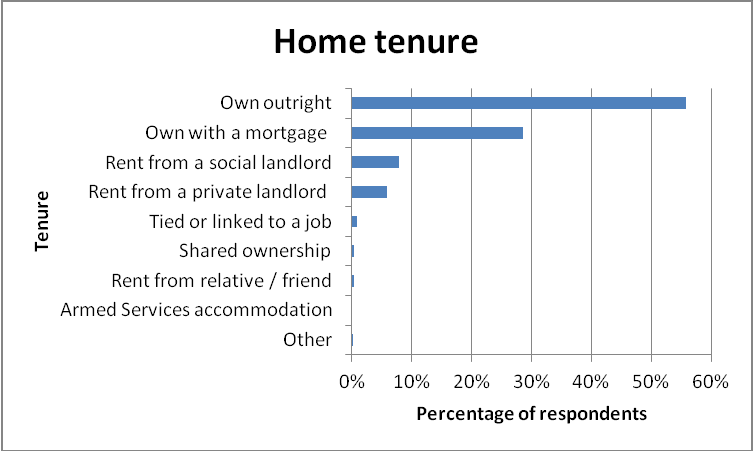 Home tenure
Own outright
Own with a mortgage
Rent from a social landlord
Rent from a private landlord
Tied or linked to a job
Shared ownership
Rent from relative / friend
Armed Services accommodation
Other
Tenure
0% 10% 20% 30% 40% 50% 60%
Percentage of respondents